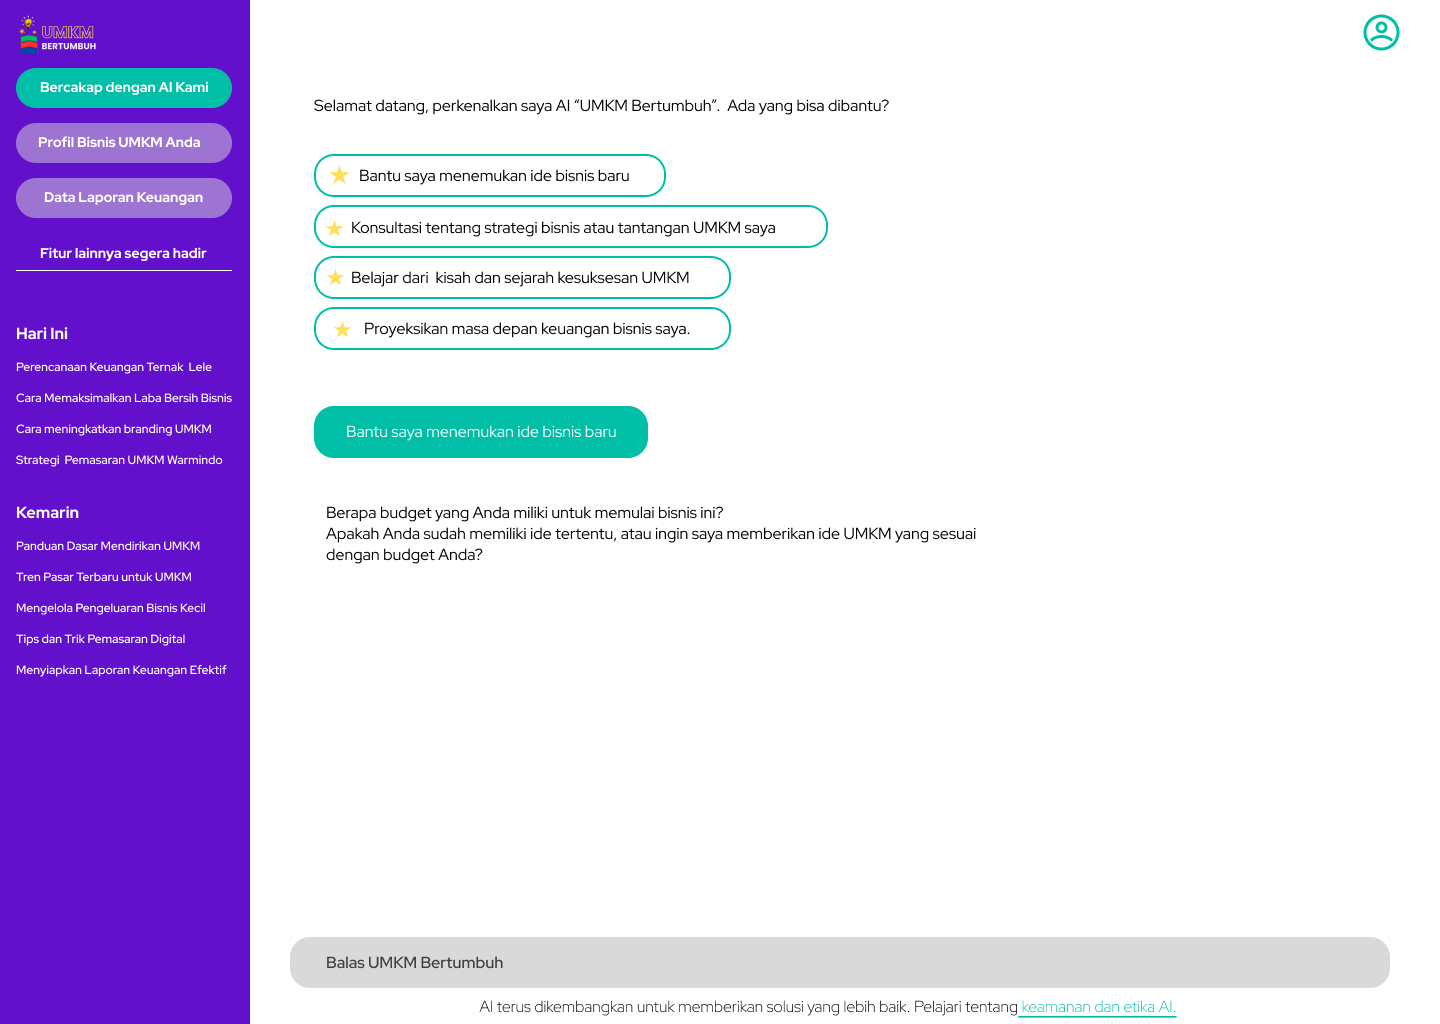 UMKM
BERTUMBUH
Bercakap dengan AI Kami
Profil Bisnis UMKM Anda
Data Laporan Keuangan
Fitur lainnya segera hadir
Hari Ini
Perencanaan Keuangan Ternak  Lele
Cara Memaksimalkan Laba Bersih Bisnis
Cara meningkatkan branding UMKM
Strategi  Pemasaran UMKM Warmindo
Kemarin
Panduan Dasar Mendirikan UMKM
Tren Pasar Terbaru untuk UMKM
Mengelola Pengeluaran Bisnis Kecil
Tips dan Trik Pemasaran Digital
Menyiapkan Laporan Keuangan Efektif
Selamat datang, perkenalkan saya AI “UMKM Bertumbuh”.  Ada yang bisa dibantu?
Bantu saya menemukan ide bisnis baru
Konsultasi tentang strategi bisnis atau tantangan UMKM saya
Belajar dari  kisah dan sejarah kesuksesan UMKM
Proyeksikan masa depan keuangan bisnis saya.
Bantu saya menemukan ide bisnis baru
Berapa budget yang Anda miliki untuk memulai bisnis ini?
Apakah Anda sudah memiliki ide tertentu, atau ingin saya memberikan ide UMKM yang sesuai
dengan budget Anda?
Balas UMKM Bertumbuh
AI terus dikembangkan untuk memberikan solusi yang lebih baik. Pelajari tentang keamanan dan etika AI.